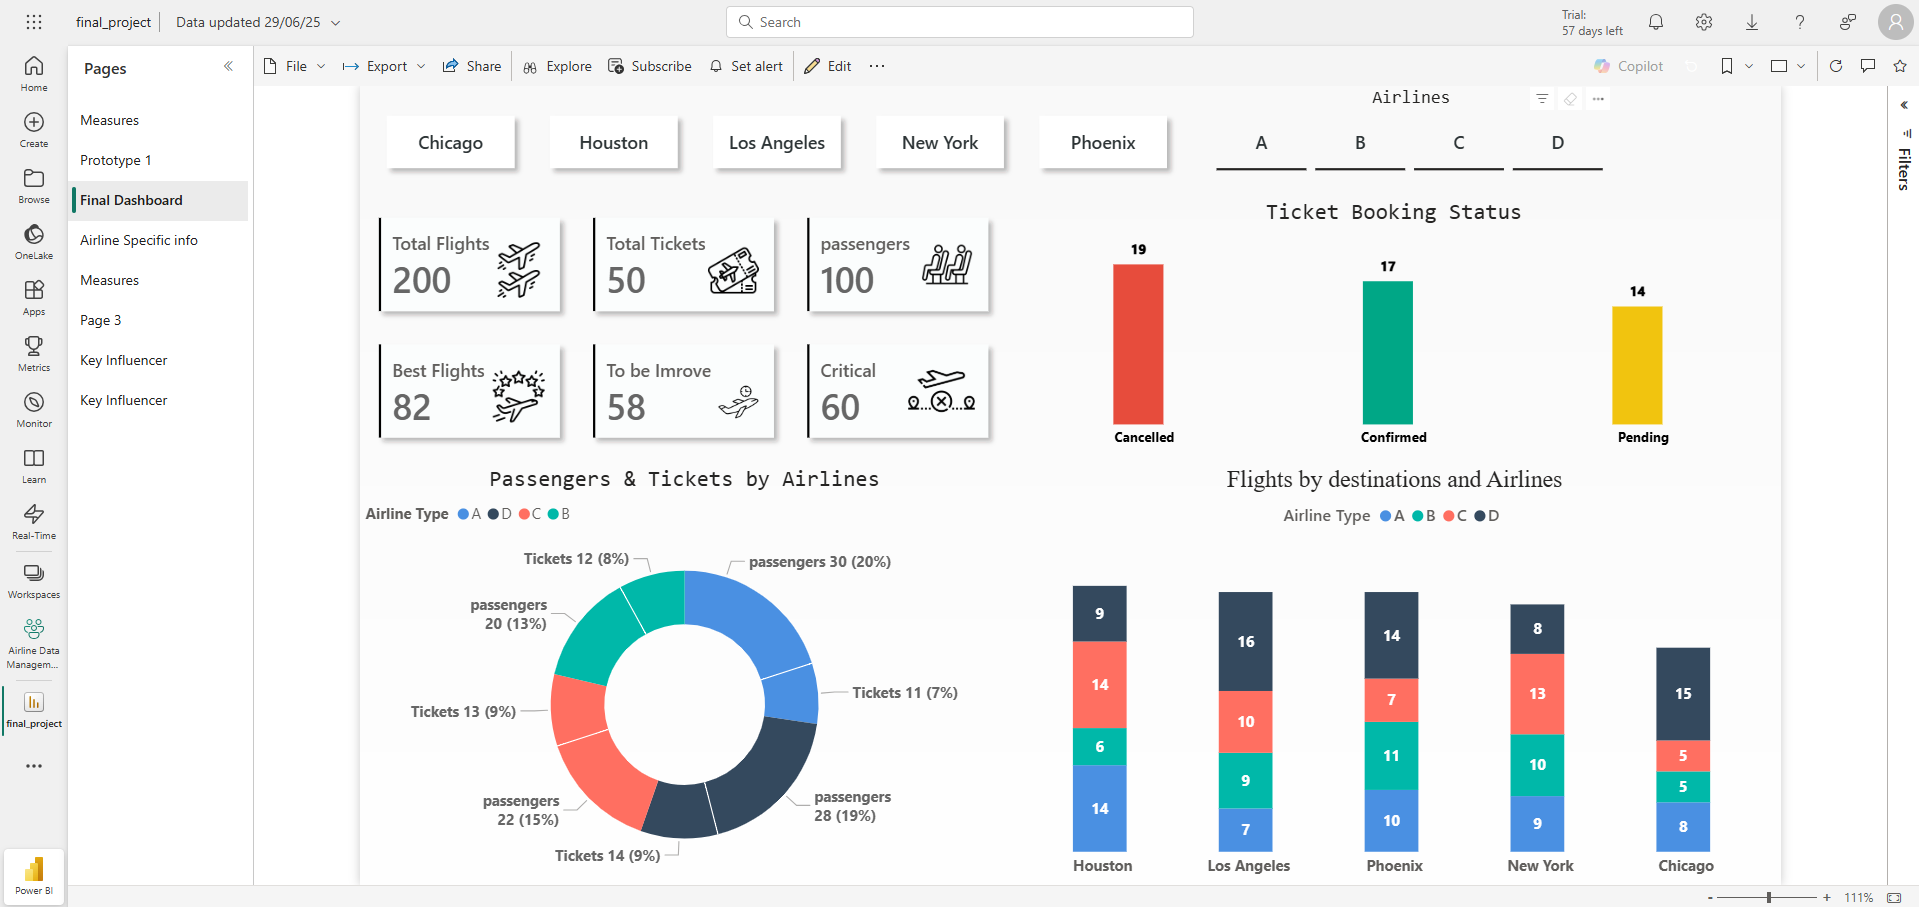 final_project
Data updated 29/06/25
Search
Trial:
57 days left
Home
Create
Browse
OneLake
Apps
Metrics
Monitor
Learn
Real-Time
Workspaces
Airline Data
Managem...
final_project
Power BI
Pages
Measures
Prototype 1
Final Dashboard
Airline Specific info
Measures
Page 3
Key Influencer
Key Influencer
File
Export
Share
Explore
Subscribe
Set alert
Edit
Copilot
Filters
Airlines
Chicago
Houston
Los Angeles
New York
Phoenix
A
B
C
D
Total Flights
200
Total Tickets
50
passengers
100
Best Flights
82
To be Imrove
58
Critical
60
Ticket Booking Status
19
17
14
Cancelled
Confirmed
Pending
Passengers & Tickets by Airlines
Airline Type A D C B
Tickets 12 (8%)
passengers 30 (20%)
passengers
20 (13%)
Tickets 11 (7%)
Tickets 13 (9%)
passengers
22 (15%)
passengers
28 (19%)
Tickets 14 (9%)
Flights by destinations and Airlines
Airline Type A B C D
9
14
6
14
Houston
16
10
9
7
Los Angeles
14
7
11
10
Phoenix
8
13
10
9
New York
15
5
5
8
Chicago
- + 111%